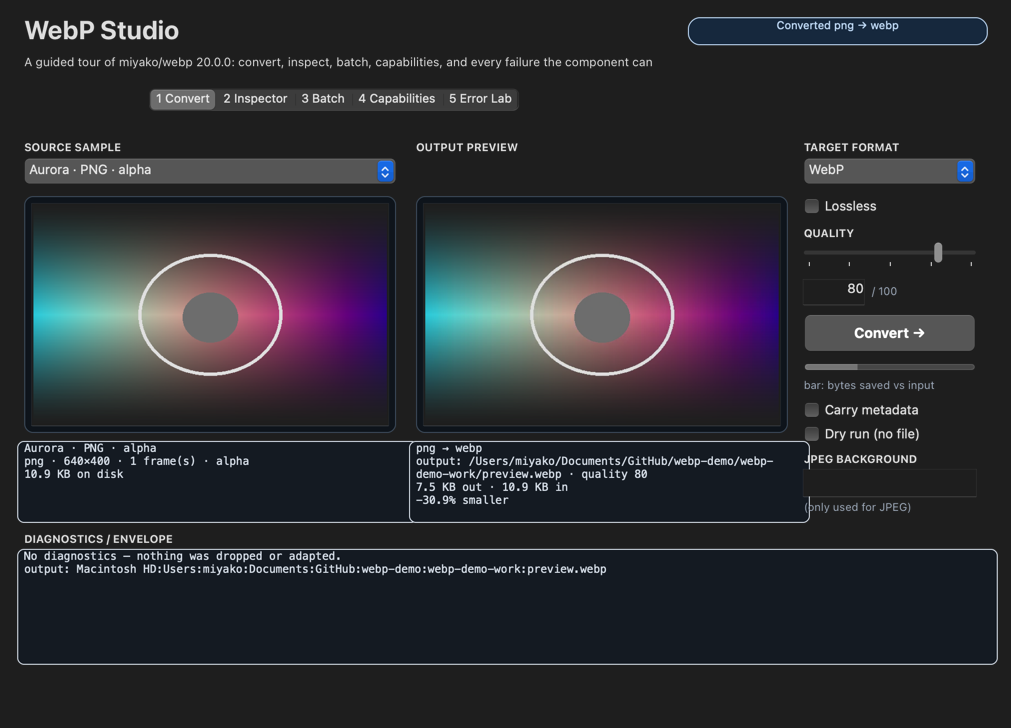 WebP Studio
Converted png → webp
A guided tour of miyako/webp 20.0.0: convert, inspect, batch, capabilities, and every failure the component can
1 Convert
2 Inspector
3 Batch
4 Capabilities
5 Error Lab
SOURCE SAMPLE
Aurora · PNG · alpha
OUTPUT PREVIEW
TARGET FORMAT
WebP
Lossless
QUALITY
80
/ 100
Convert →
bar: bytes saved vs input
Carry metadata
Dry run (no file)
JPEG BACKGROUND
(only used for JPEG)
Aurora · PNG · alpha
png · 640×400 · 1 frame(s) · alpha
10.9 KB on disk
png → webp
output: /Users/miyako/Documents/GitHub/webp-demo/webp-
demo-work/preview.webp · quality 80
7.5 KB out · 10.9 KB in
−30.9% smaller
DIAGNOSTICS / ENVELOPE
No diagnostics — nothing was dropped or adapted.
output: Macintosh HD:Users:miyako:Documents:GitHub:webp-demo:webp-demo-work:preview.webp